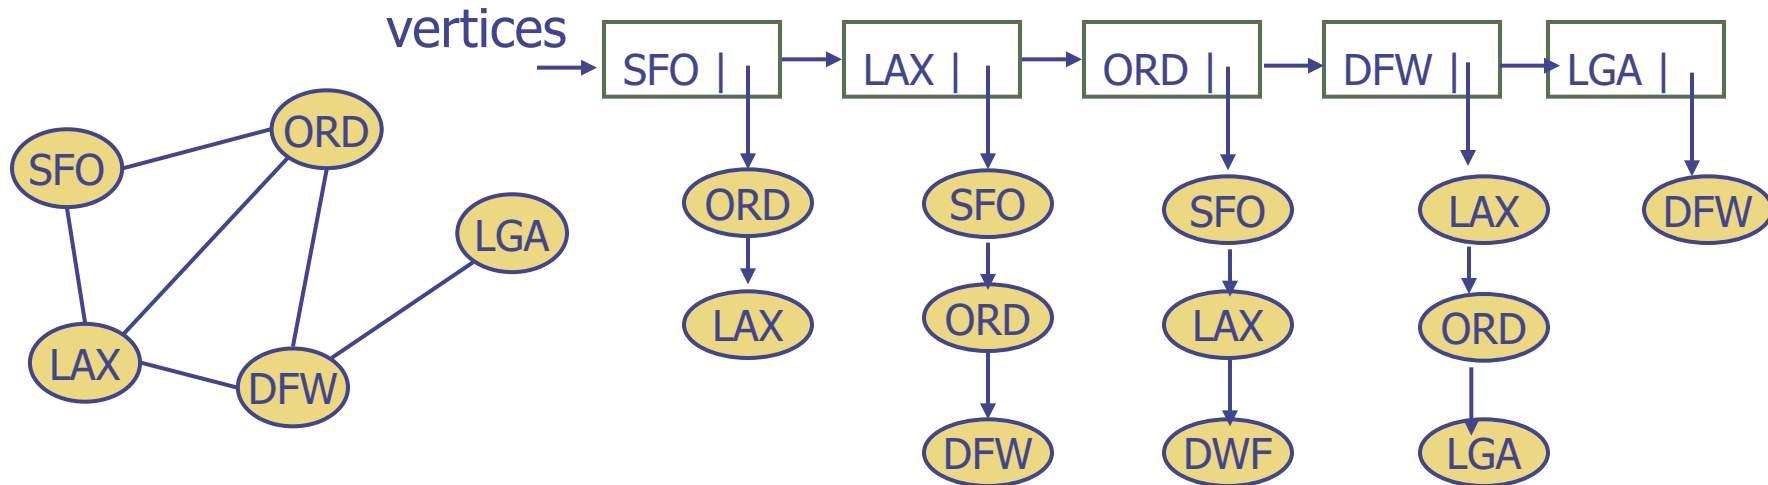 vertices
SFO | LAX | ORD | DFW | LGA |
ORD
SFO
LGA
LAX
DFW
ORD SFO SFO LAX DFW
LAX ORD LAX ORD
DFW DWF LGA